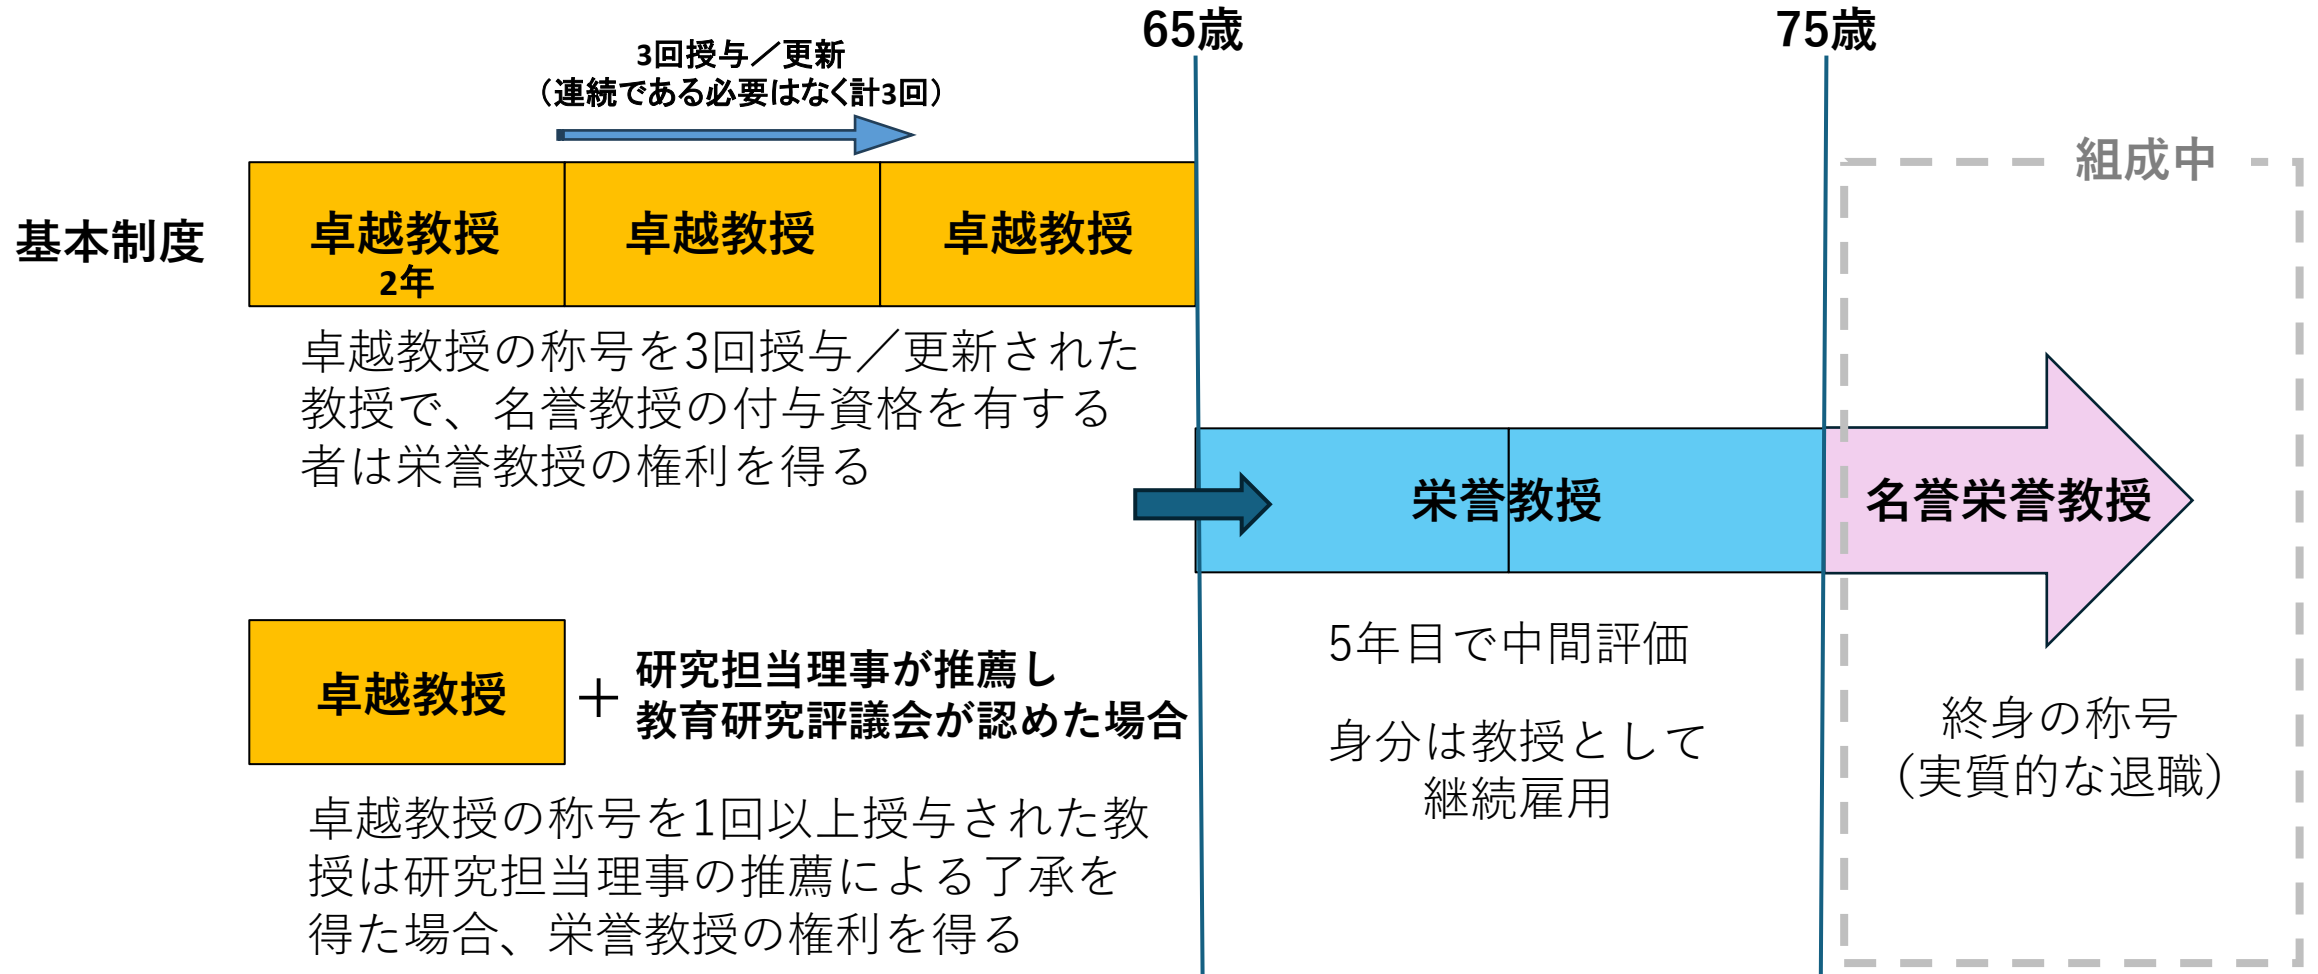 65歳
75歳
3回授与／更新
（連続である必要はなく計3回）
組成中
基本制度
卓越教授
2年
卓越教授
卓越教授
卓越教授の称号を3回授与／更新された
教授で、名誉教授の付与資格を有する
者は栄誉教授の権利を得る
栄誉教授
名誉栄誉教授
卓越教授
＋
研究担当理事が推薦し
教育研究評議会が認めた場合
5年目で中間評価
身分は教授として
継続雇用
終身の称号
（実質的な退職）
卓越教授の称号を1回以上授与された教
授は研究担当理事の推薦による了承を
得た場合、栄誉教授の権利を得る